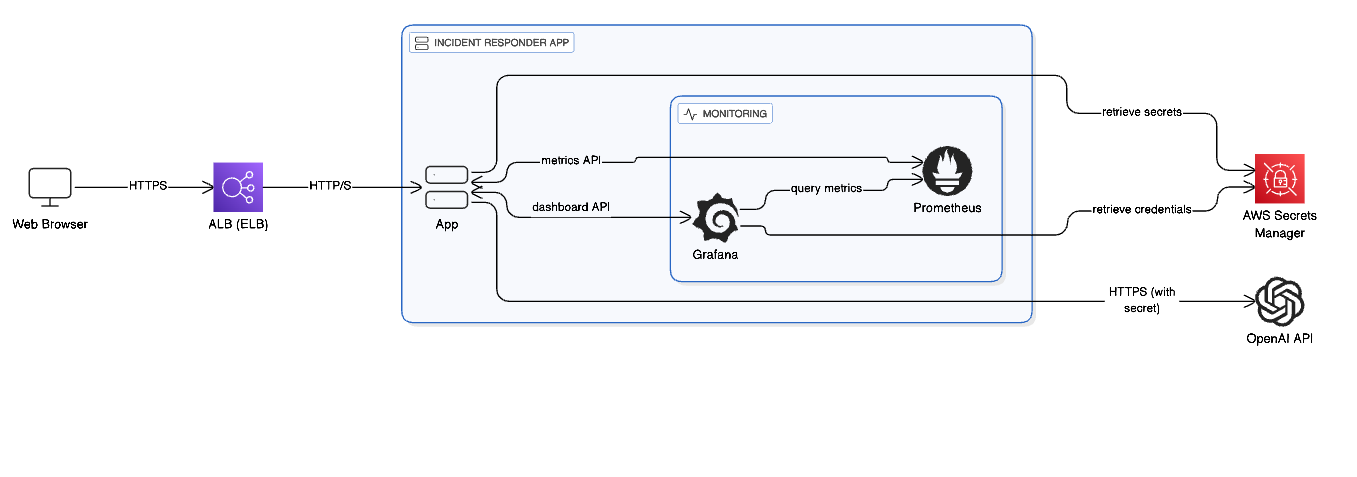 INCIDENT RESPONDER APP
MONITORING
retrieve secrets
metrics API
HTTPS
HTTP/S
query metrics
dashboard API
Prometheus
retrieve credentials
AWS Secrets
Manager
Web Browser
ALB (ELB)
App
Grafana
HTTPS (with
secret)
OpenAI API